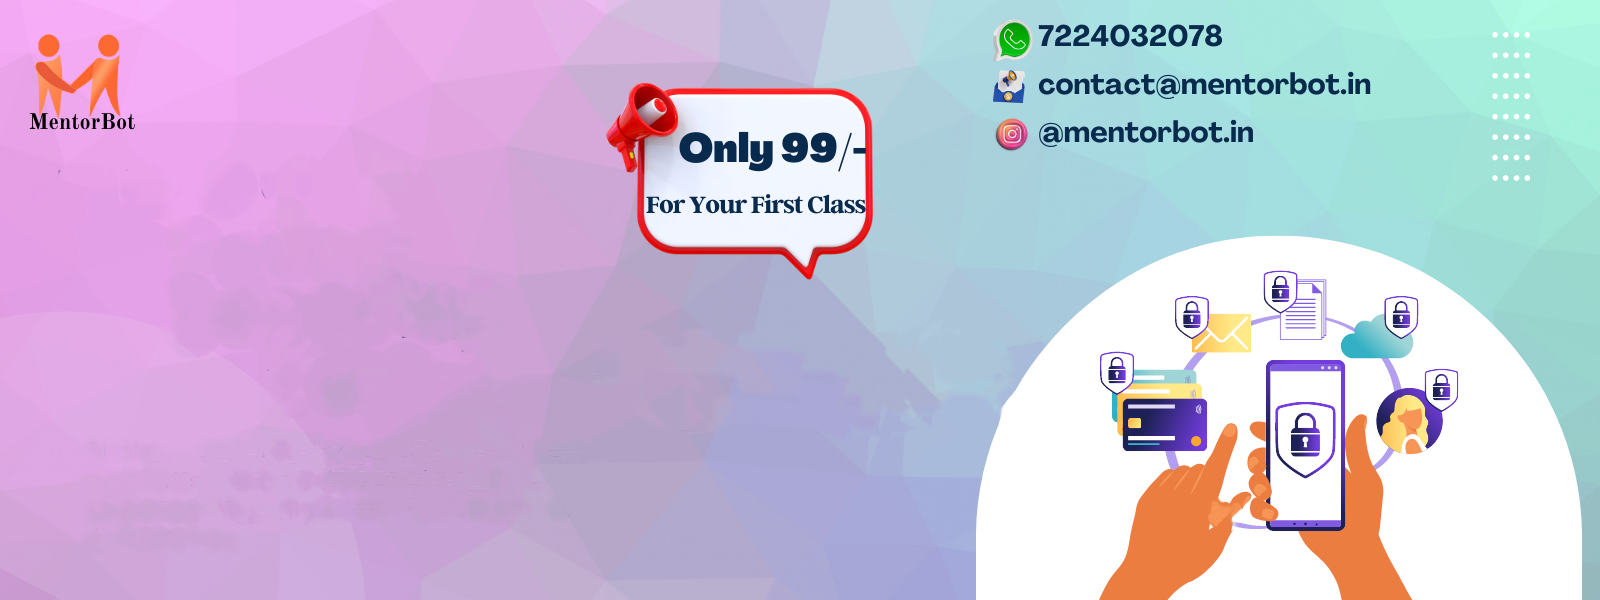 MentorBot
Only 99/-
For Your First Class
7224032078
contact@mentorbot.in
@mentorbot.in